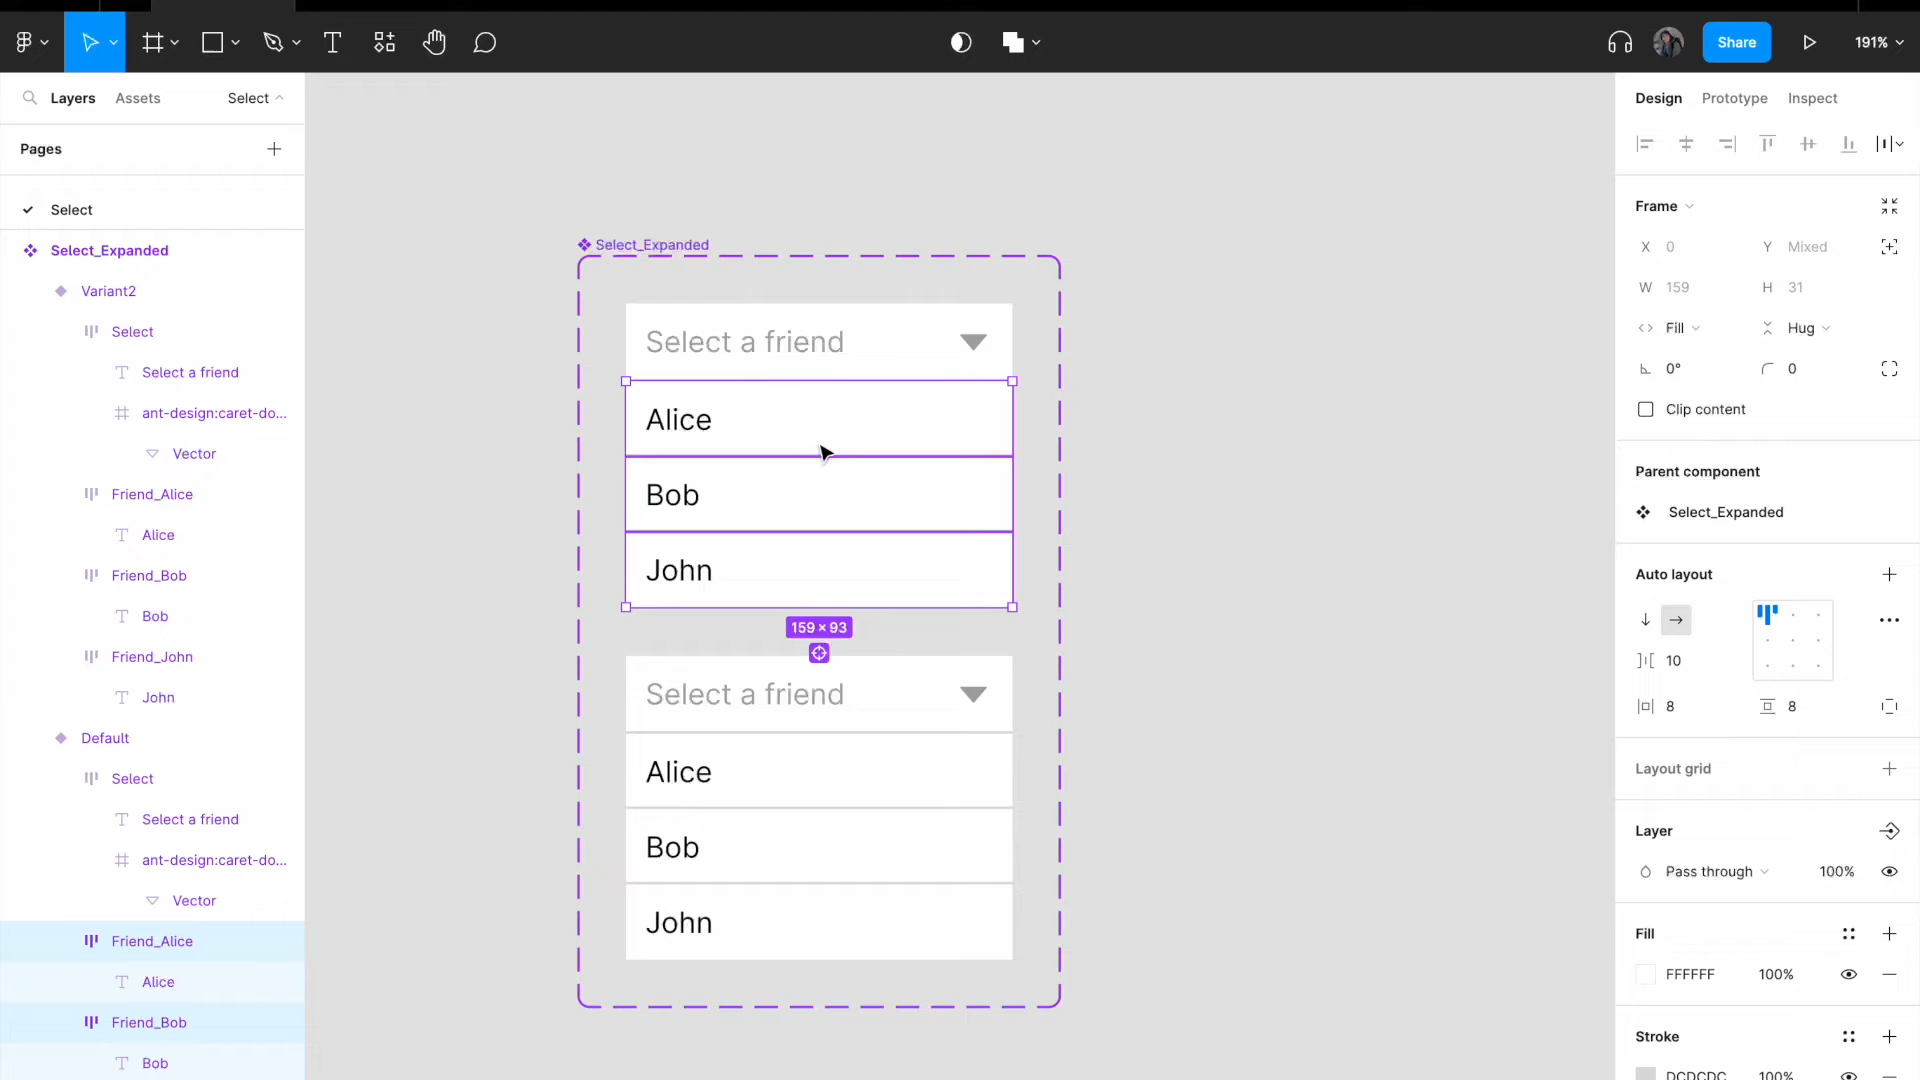 Share
191%
Layers
Assets
Select
Pages
Select
Select_Expanded
Variant2
Select
Select a friend
ant-design:caret-do...
Vector
Friend_Alice
Alice
Friend_Bob
Bob
Friend_John
John
Default
Select
Select a friend
ant-design:caret-do...
Vector
Friend_Alice
Alice
Friend_Bob
Bob
Select_Expanded
Select a friend
Alice
Bob
John
159 × 93
Select a friend
Alice
Bob
John
Design
Prototype
Inspect
Frame
X 0
Y Mixed
W 159
H 31
Fill
Hug
0°
0
Clip content
Parent component
Select_Expanded
Auto layout
10
8
8
Layout grid
Layer
Pass through
100%
Fill
FFFFFF
100%
Stroke
DCDCDC
100%